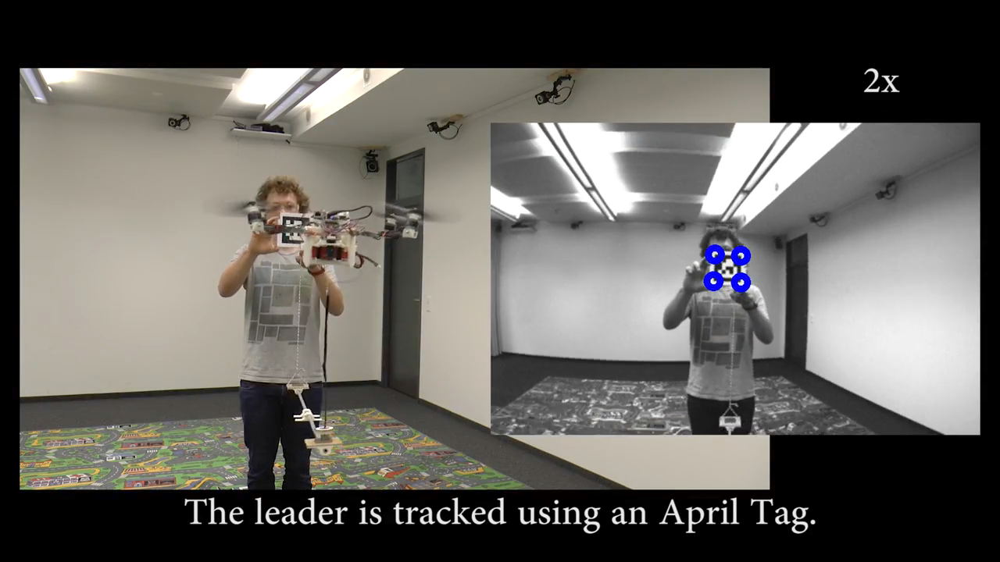 2x
The leader is tracked using an April Tag.